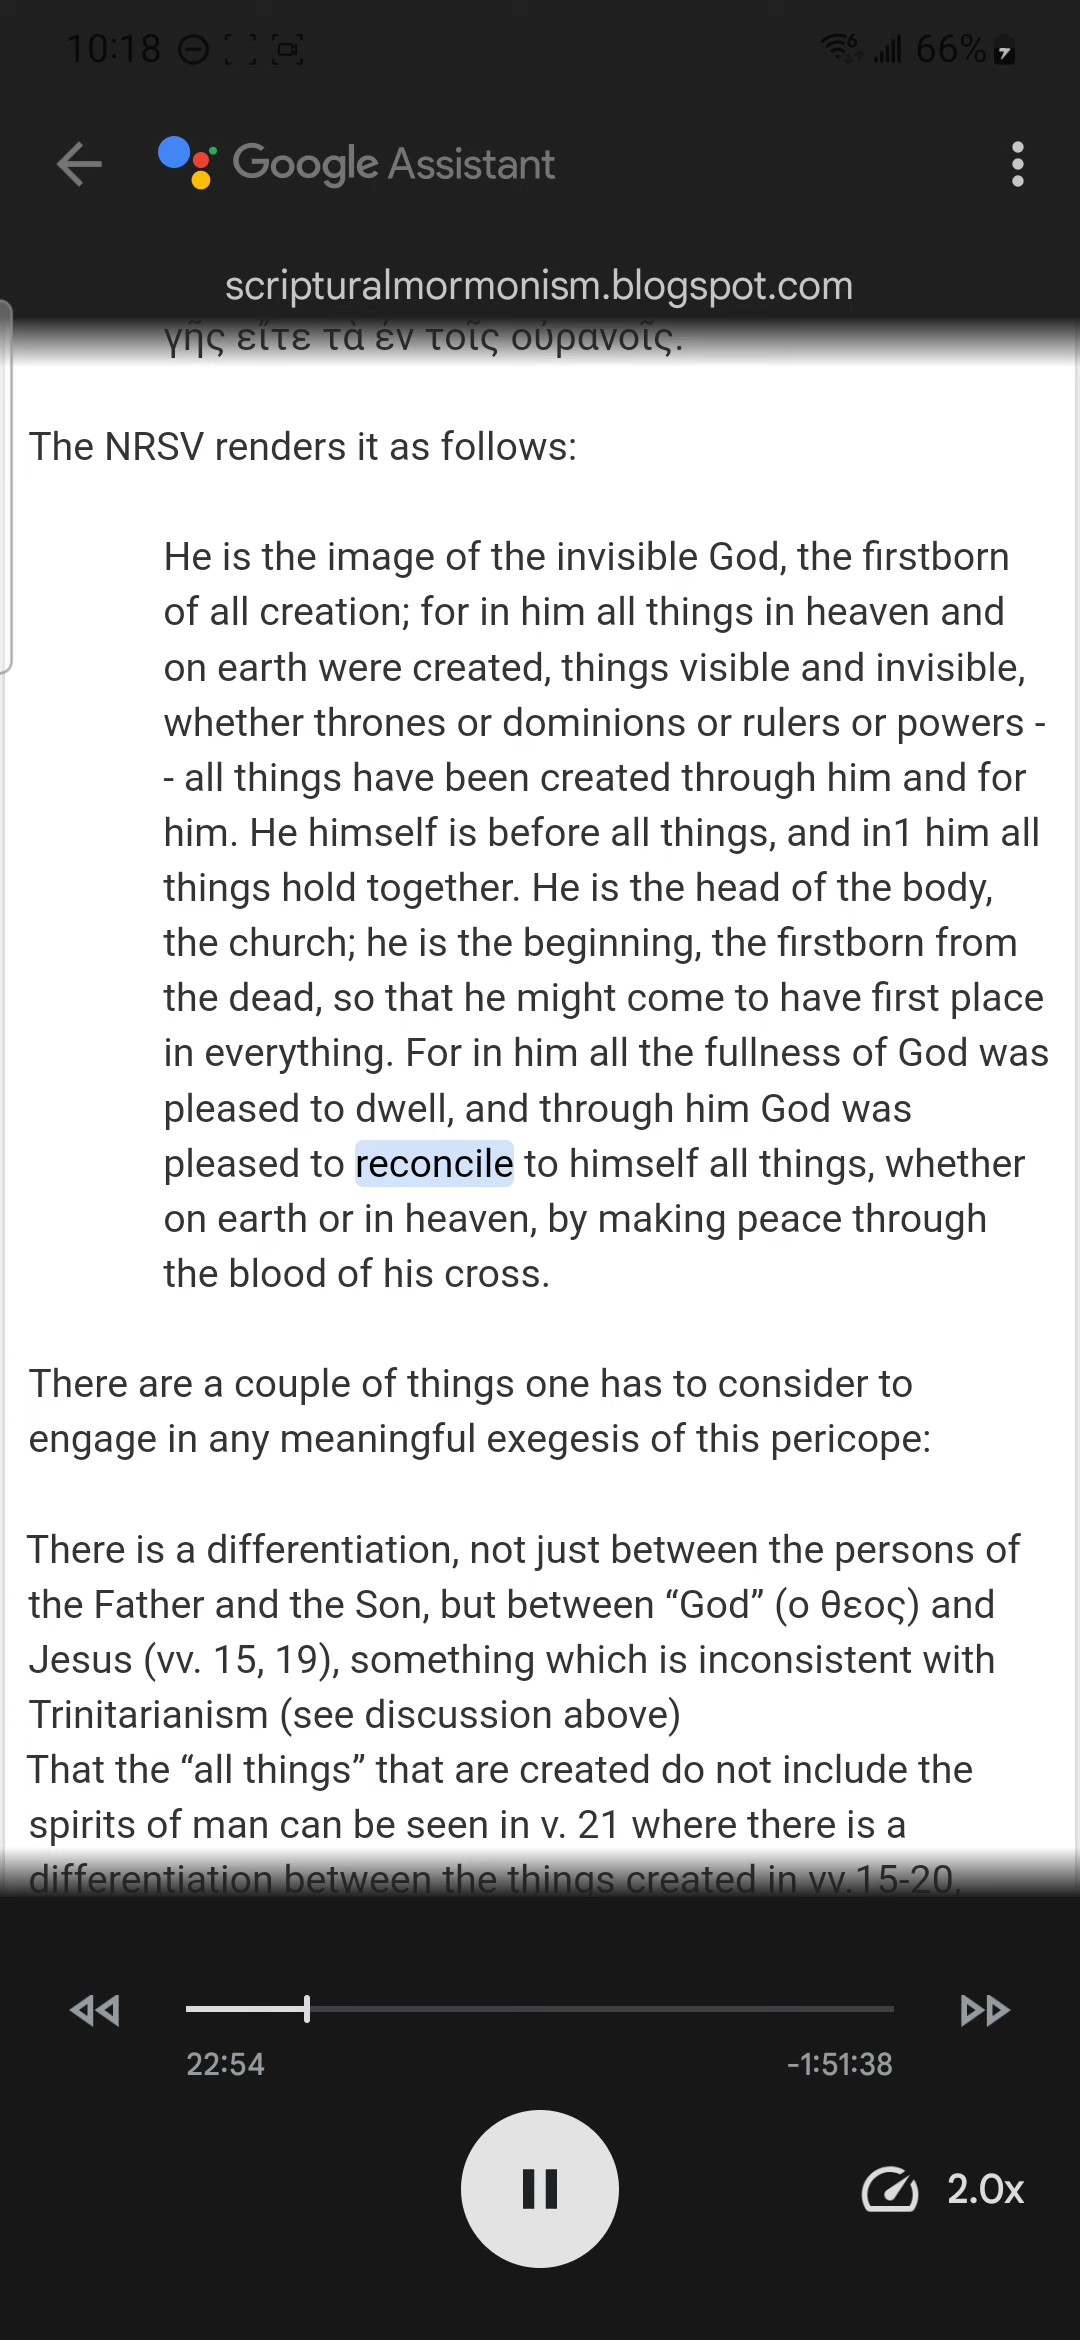 10:18
6
66%
Google Assistant
scripturalmormonism.blogspot.com
γῆς εἴτε τὰ ἐν τοῖς οὐρανοῖς.
The NRSV renders it as follows:
He is the image of the invisible God, the firstborn
of all creation; for in him all things in heaven and
on earth were created, things visible and invisible,
whether thrones or dominions or rulers or powers -
- all things have been created through him and for
him. He himself is before all things, and in1 him all
things hold together. He is the head of the body,
the church; he is the beginning, the firstborn from
the dead, so that he might come to have first place
in everything. For in him all the fullness of God was
pleased to dwell, and through him God was
pleased to reconcile to himself all things, whether
on earth or in heaven, by making peace through
the blood of his cross.
There are a couple of things one has to consider to
engage in any meaningful exegesis of this pericope:
There is a differentiation, not just between the persons of
the Father and the Son, but between “God” (ο θεος) and
Jesus (vv. 15, 19), something which is inconsistent with
Trinitarianism (see discussion above)
That the “all things” that are created do not include the
spirits of man can be seen in v. 21 where there is a
differentiation between the things created in vv.15-20,
22:54
-1:51:38
2.0x